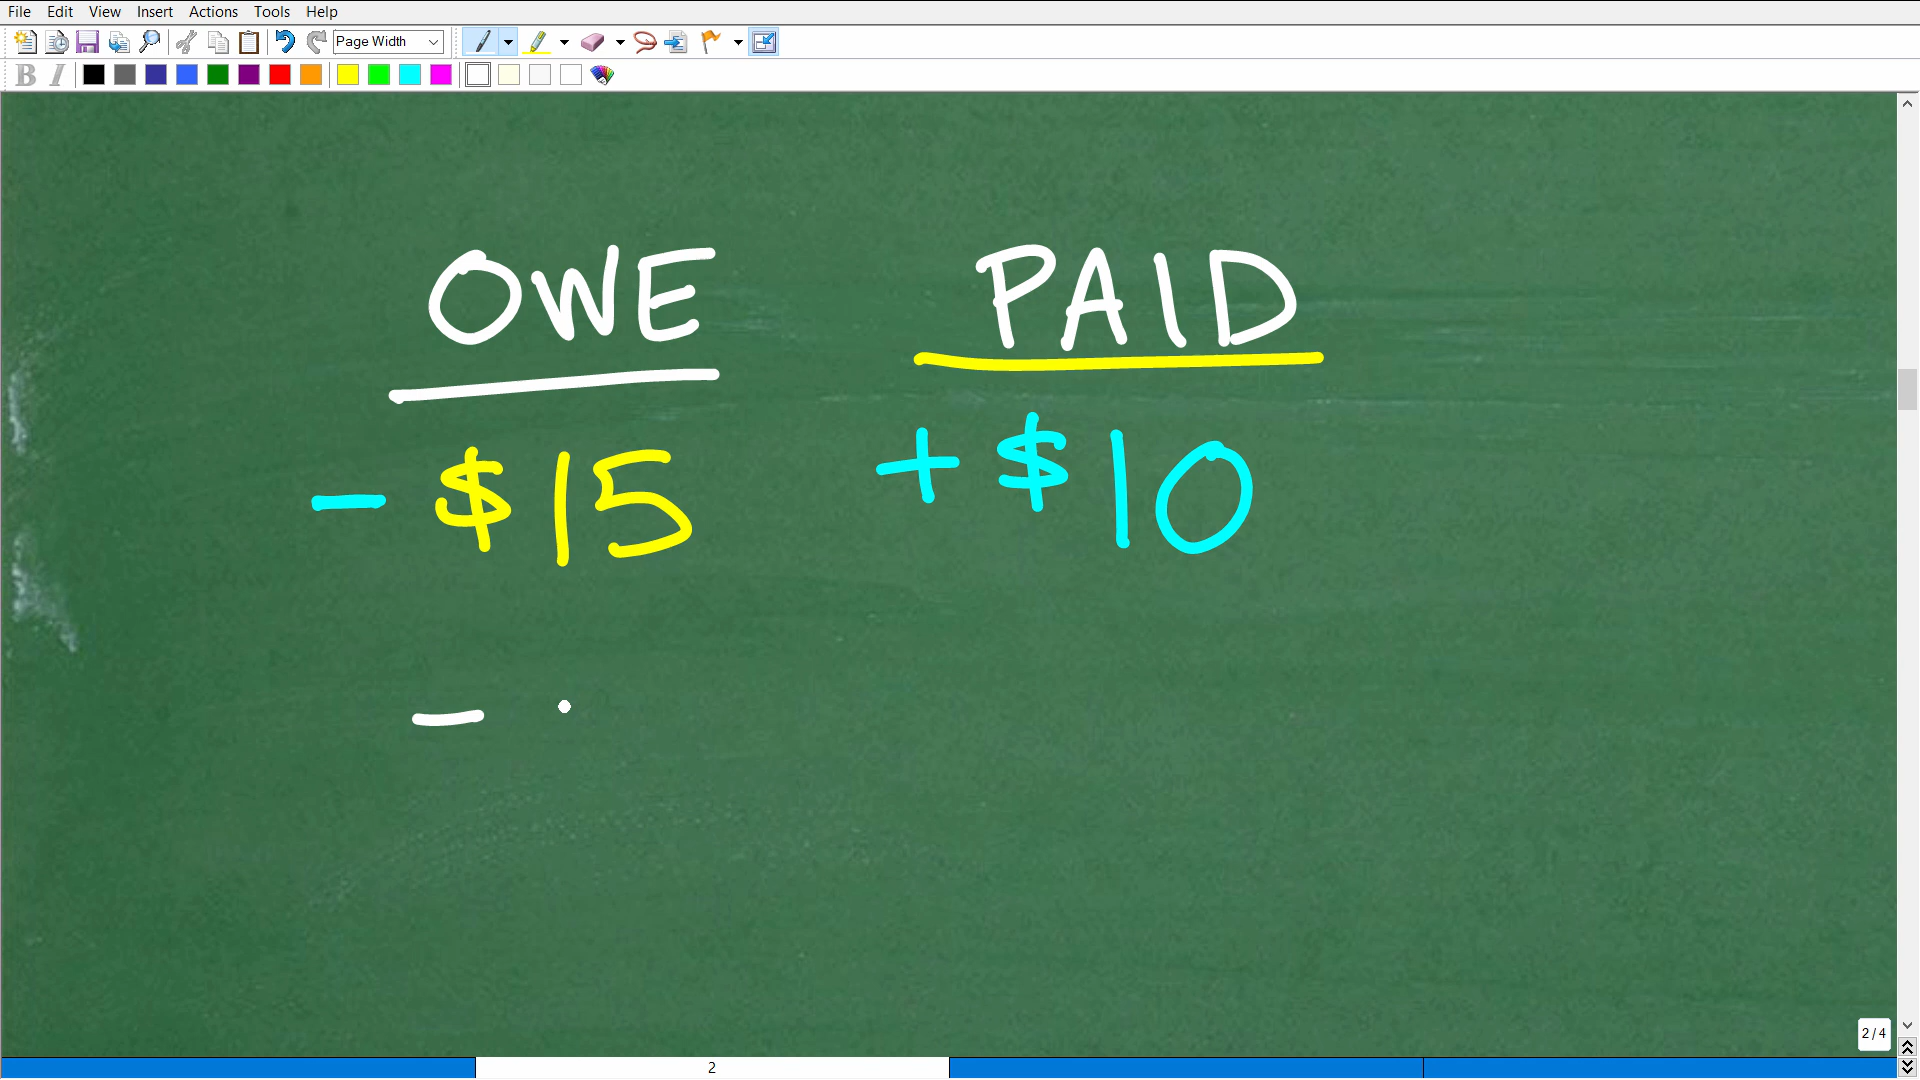 File Edit View Insert Actions Tools Help
Page Width
B I
OWE PAID
- $15 + $10
-
2 / 4
2